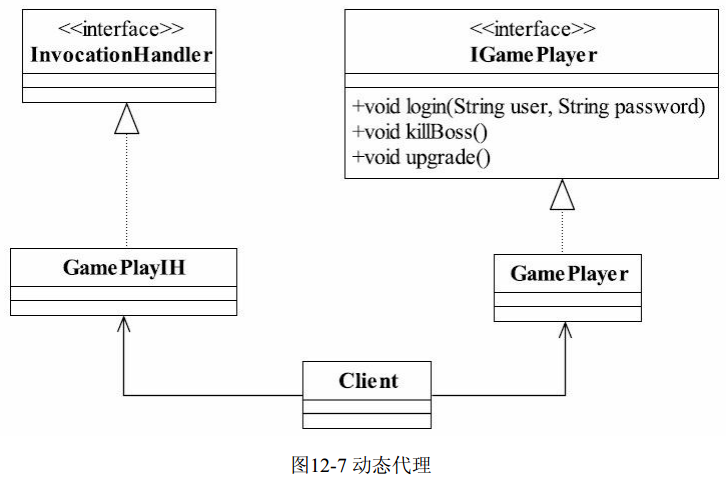 <<interface>>
InvocationHandler
<<interface>>
IGamePlayer
+void login(String user, String password)
+void killBoss()
+void upgrade()
GamePlayIH
GamePlayer
Client
图12-7 动态代理